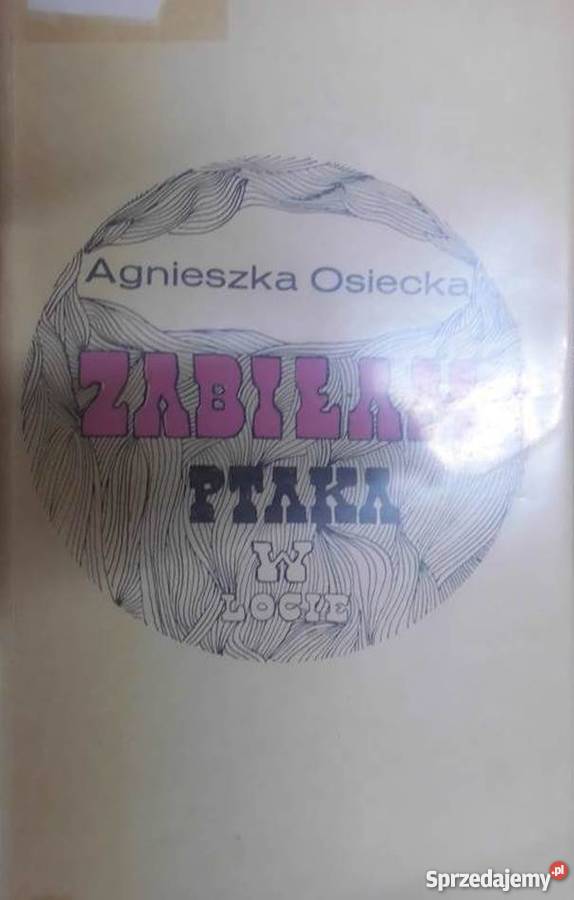 Agnieszka Osiecka
ZABIŁAM
PTAKA
W
LOCIE
Sprzedajemy.pl